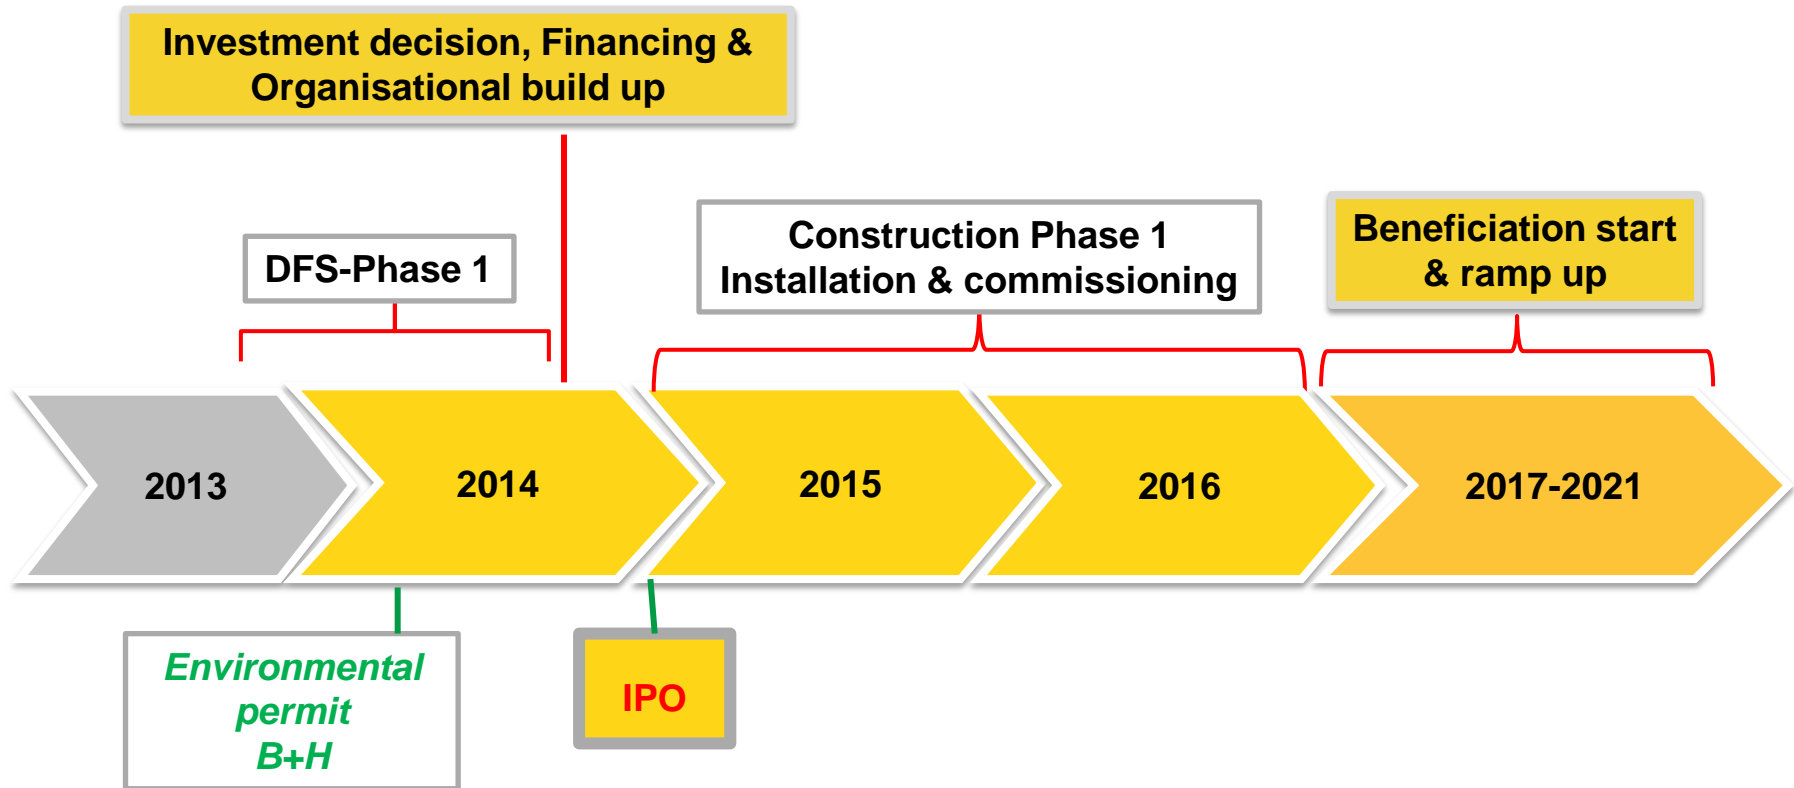 Investment decision, Financing &
Organisational build up
DFS-Phase 1
Construction Phase 1
Installation & commissioning
Beneficiation start
& ramp up
2013
2014
2015
2016
2017-2021
Environmental
permit
B+H
IPO